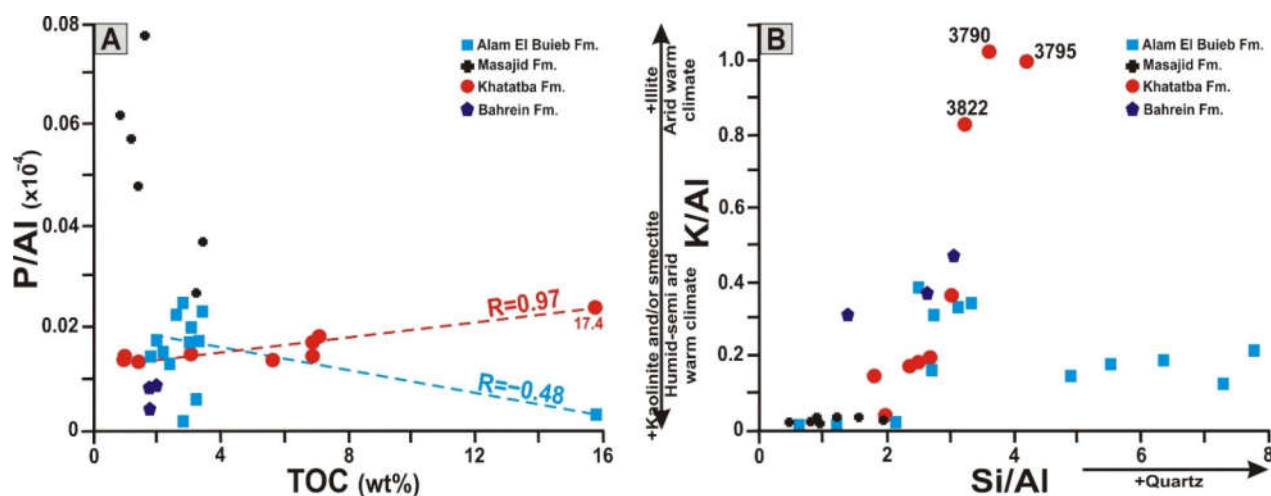 A
0.08
0.06
0.04
0.02
0
P/Al (x10⁻⁴)
0 2 4 6 8 10 12 14 16
TOC (wt%)
Alam El Buieb Fm.
Masajid Fm.
Khatatba Fm.
Bahrein Fm.
R=0.97
17.4
R=−0.48
+Illite
Arid warm
climate
+Kaolinite and/or smectite
Humid-semi arid
warm climate
B
1.0
0.8
0.6
0.4
0.2
0
K/Al
0 2 4 6 8
Si/Al
+Quartz
3790
3795
3822
Alam El Buieb Fm.
Masajid Fm.
Khatatba Fm.
Bahrein Fm.